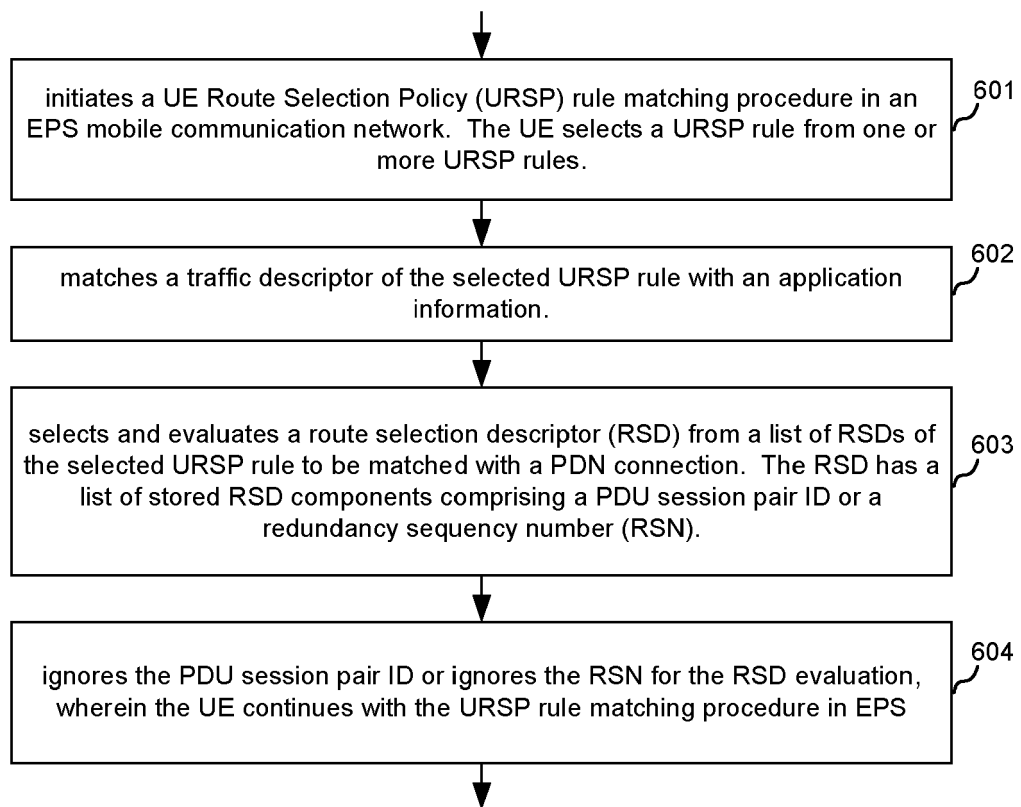 initiates a UE Route Selection Policy (URSP) rule matching procedure in an
EPS mobile communication network. The UE selects a URSP rule from one or
more URSP rules.
601
matches a traffic descriptor of the selected URSP rule with an application
information.
602
selects and evaluates a route selection descriptor (RSD) from a list of RSDs of
the selected URSP rule to be matched with a PDN connection. The RSD has a
list of stored RSD components comprising a PDU session pair ID or a
redundancy sequency number (RSN).
603
ignores the PDU session pair ID or ignores the RSN for the RSD evaluation,
wherein the UE continues with the URSP rule matching procedure in EPS
604